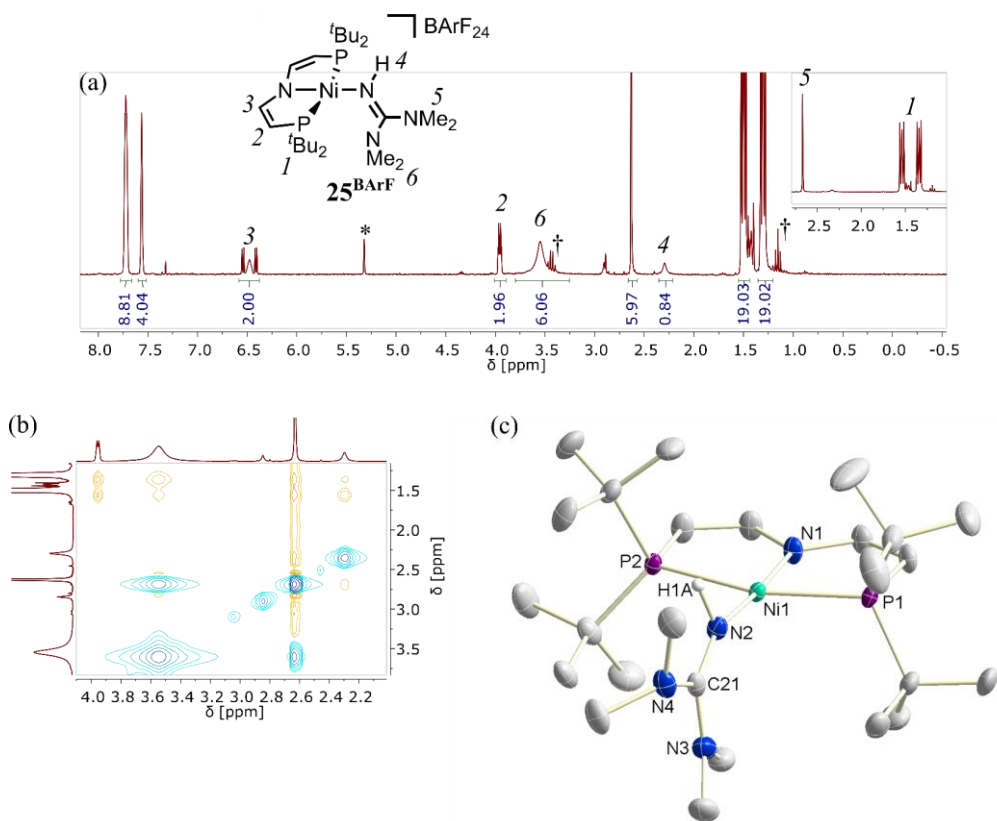 (a)
ᵗBu₂
P
BArF₂₄
H 4
N
Ni
N
3
5
NMe₂
2
P
N
Me₂
ᵗBu₂
1
6
25ᴮᴬʳᶠ
5
1
2.5 2.0 1.5
3
*
2
6
†
4
†
8.81
4.04
2.00
1.96
6.06
5.97
0.84
19.03
19.02
8.0 7.5 7.0 6.5 6.0 5.5 5.0 4.5 4.0 3.5 3.0 2.5 2.0 1.5 1.0 0.5 0.0 -0.5
δ [ppm]
(b)
1.5
2.0
2.5
3.0
3.5
δ [ppm]
4.0 3.8 3.6 3.4 3.2 3.0 2.8 2.6 2.4 2.2
δ [ppm]
(c)
N1
P2
H1A
Ni1
P1
N2
C21
N4
N3